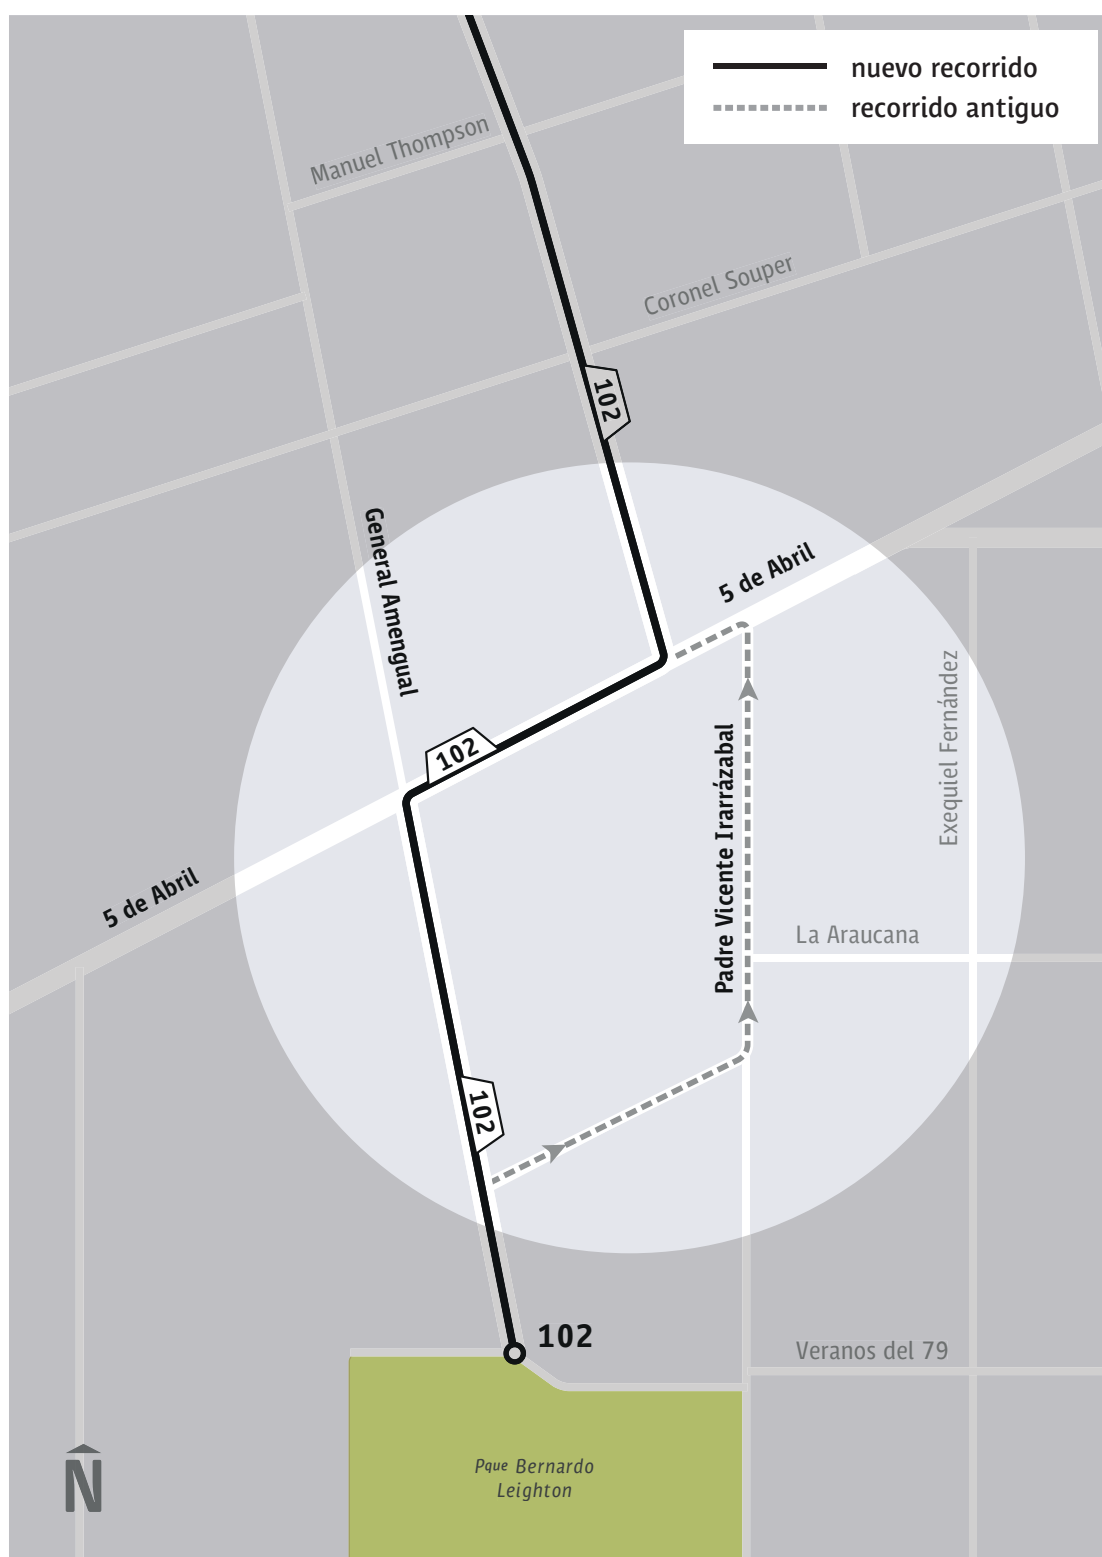 nuevo recorrido
recorrido antiguo
Manuel Thompson
Coronel Souper
102
General Amengual
5 de Abril
Exequiel Fernández
102
Padre Vicente Irarrázabal
5 de Abril
La Araucana
102
102
Veranos del 79
Pque Bernardo
Leighton
N